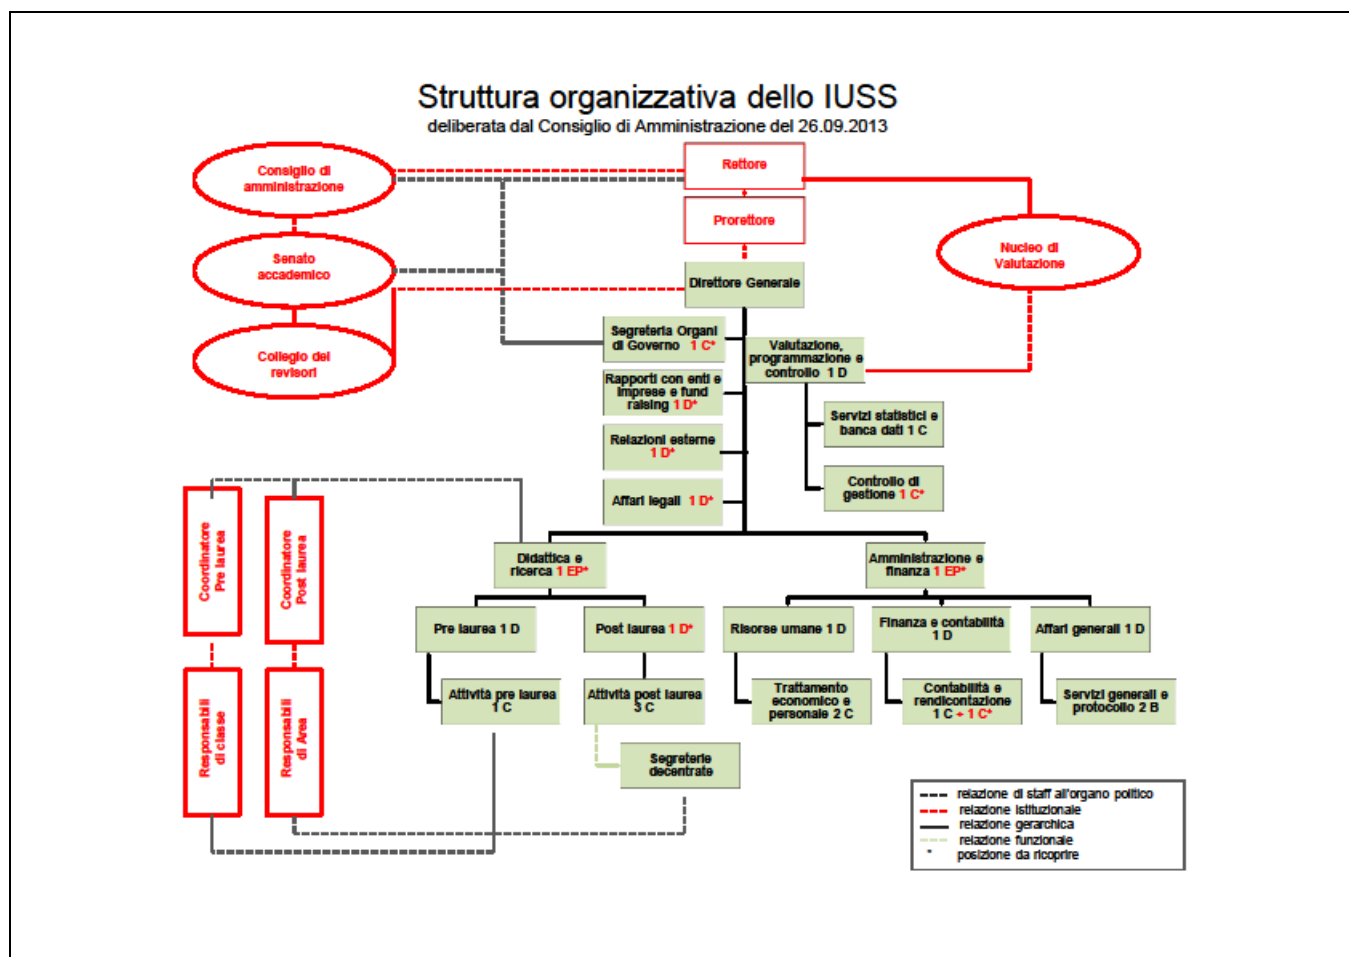 Struttura organizzativa dello IUSS
deliberata dal Consiglio di Amministrazione del 26.09.2013
Consiglio di
amministrazione
Rettore
Prorettore
Senato
accademico
Nucleo di
Valutazione
Direttore Generale
Collegio dei
revisori
Segreteria Organi
di Governo 1 C*
Valutazione,
programmazione e
controllo 1 D
Rapporti con enti e
imprese e fund
raising 1 D*
Servizi statistici e
banca dati 1 C
Relazioni esterne
1 D*
Controllo di
gestione 1 C*
Affari legali 1 D*
Coordinatore
Pre laurea
Coordinatore
Post laurea
Didattica e
ricerca 1 EP*
Amministrazione e
finanza 1 EP*
Pre laurea 1 D
Post laurea 1 D*
Risorse umane 1 D
Finanza e contabilità
1 D
Affari generali 1 D
Responsabili
di classe
Responsabili
di Area
Attività pre laurea
1 C
Attività post laurea
3 C
Trattamento
economico e
personale 2 C
Contabilità e
rendicontazione
1 C + 1 C*
Servizi generali e
protocollo 2 B
Segreterie
decentrate
relazione di staff all'organo politico
relazione istituzionale
relazione gerarchica
relazione funzionale
* posizione da ricoprire